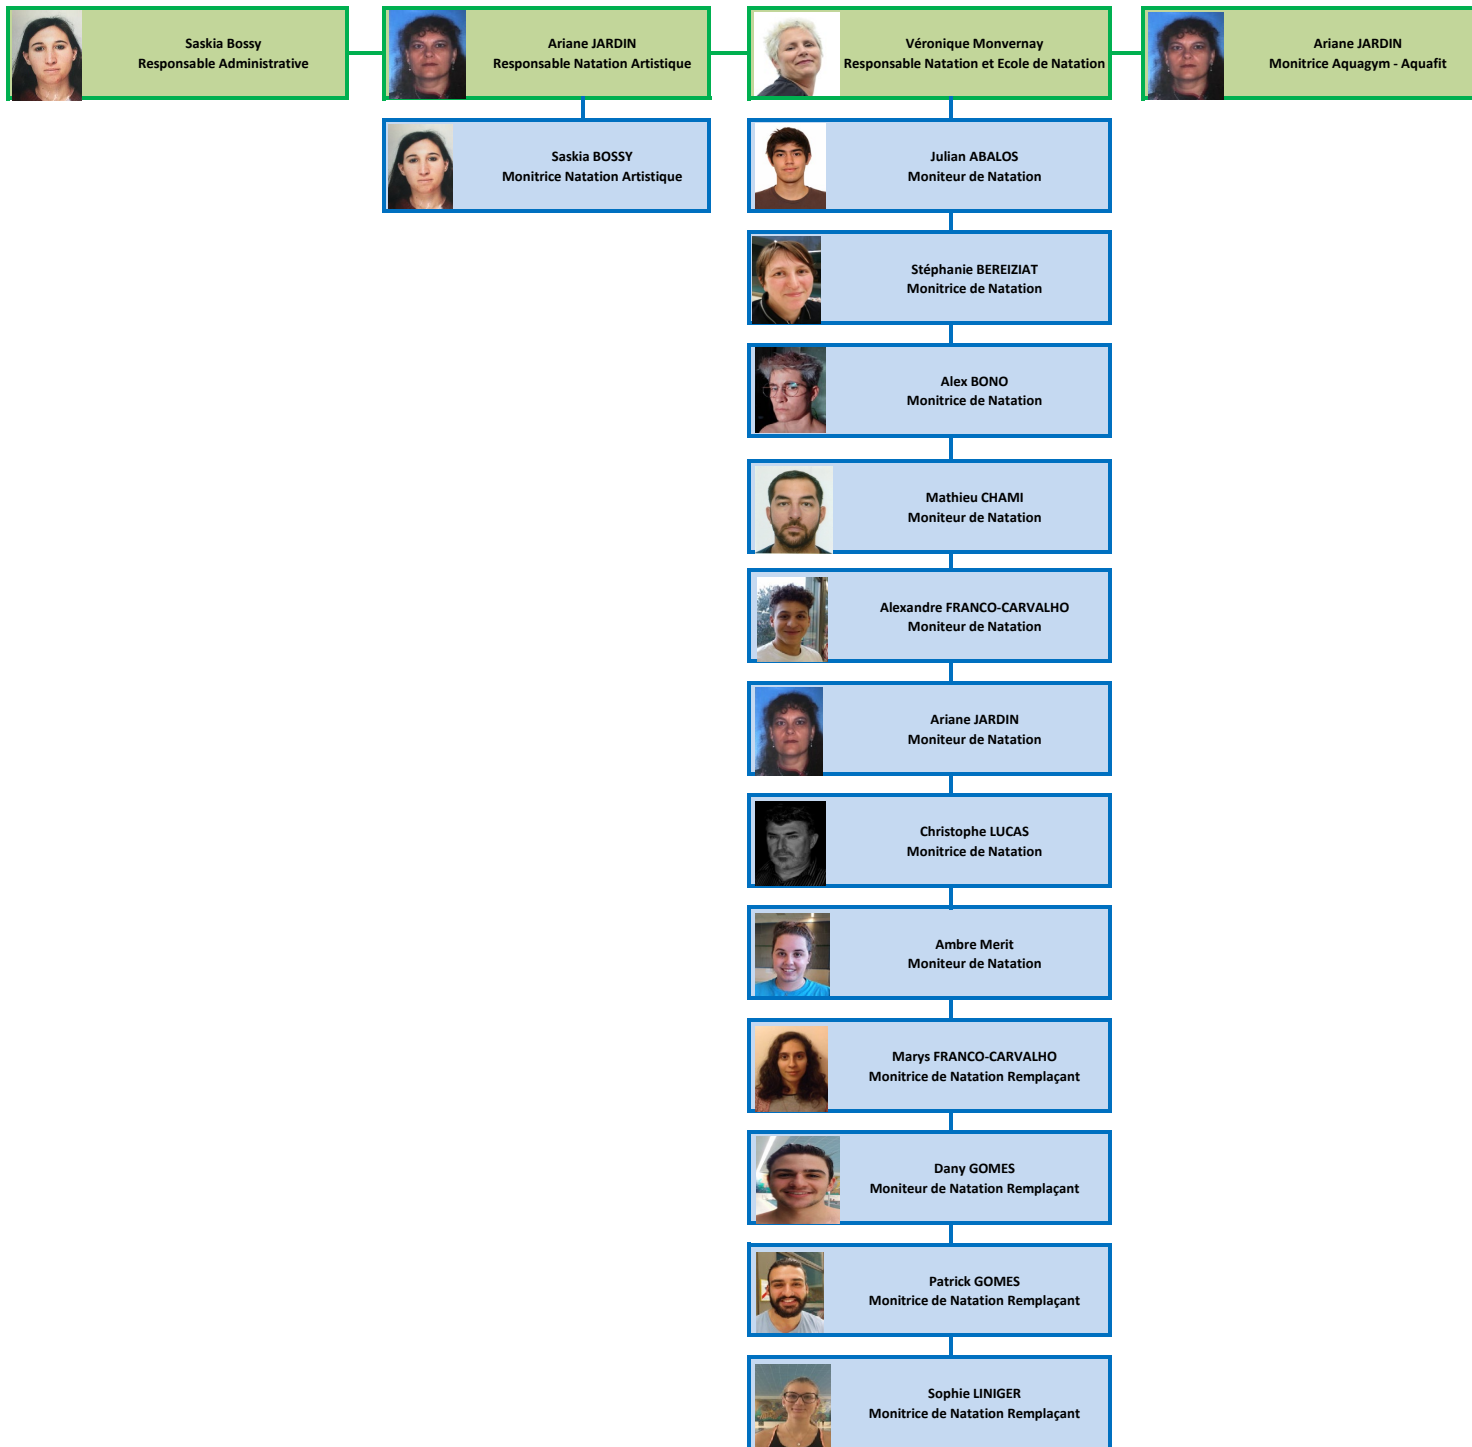 Saskia Bossy
Responsable Administrative
Ariane JARDIN
Responsable Natation Artistique
Véronique Monvernay
Responsable Natation et Ecole de Natation
Ariane JARDIN
Monitrice Aquagym - Aquafit
Saskia BOSSY
Monitrice Natation Artistique
Julian ABALOS
Moniteur de Natation
Stéphanie BEREIZIAT
Monitrice de Natation
Alex BONO
Monitrice de Natation
Mathieu CHAMI
Moniteur de Natation
Alexandre FRANCO-CARVALHO
Moniteur de Natation
Ariane JARDIN
Moniteur de Natation
Christophe LUCAS
Monitrice de Natation
Ambre Merit
Moniteur de Natation
Marys FRANCO-CARVALHO
Monitrice de Natation Remplaçant
Dany GOMES
Moniteur de Natation Remplaçant
Patrick GOMES
Monitrice de Natation Remplaçant
Sophie LINIGER
Monitrice de Natation Remplaçant